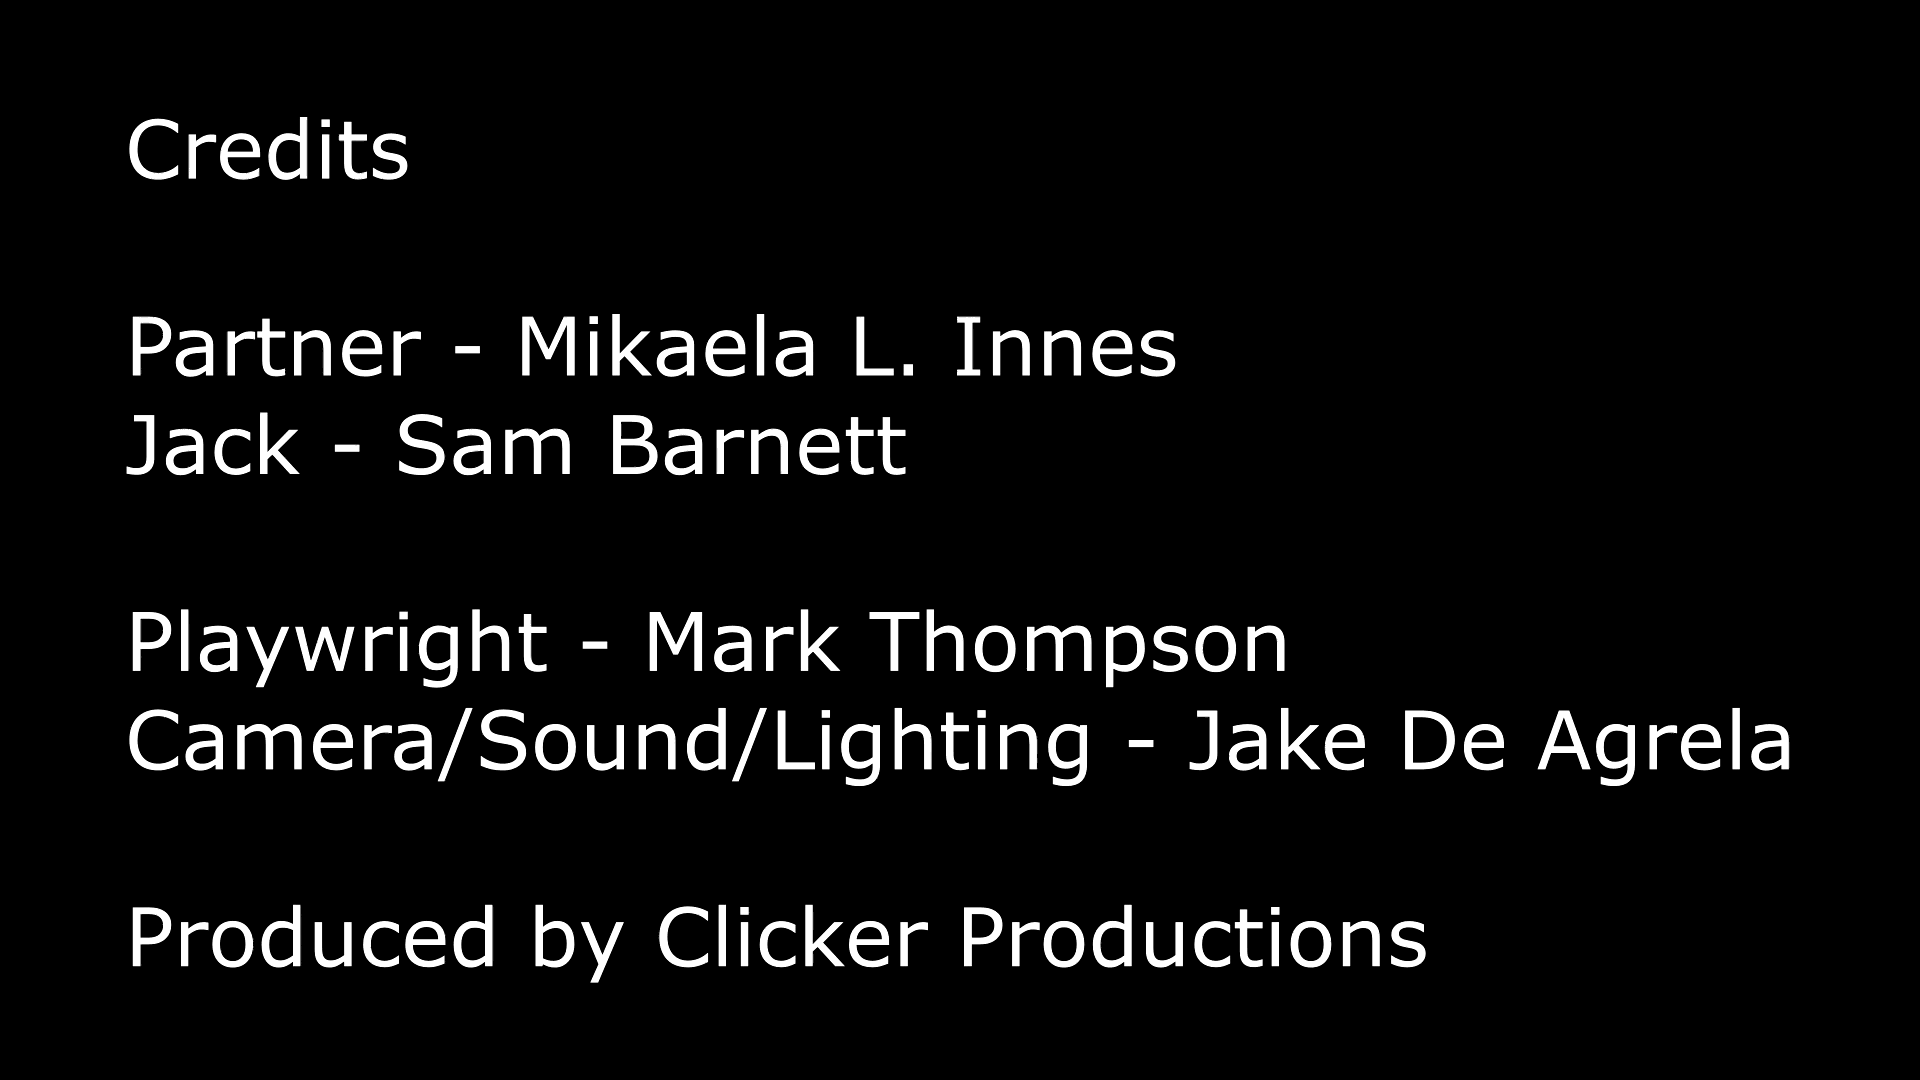 Credits
Partner - Mikaela L. Innes
Jack - Sam Barnett
Playwright - Mark Thompson
Camera/Sound/Lighting - Jake De Agrela
Produced by Clicker Productions